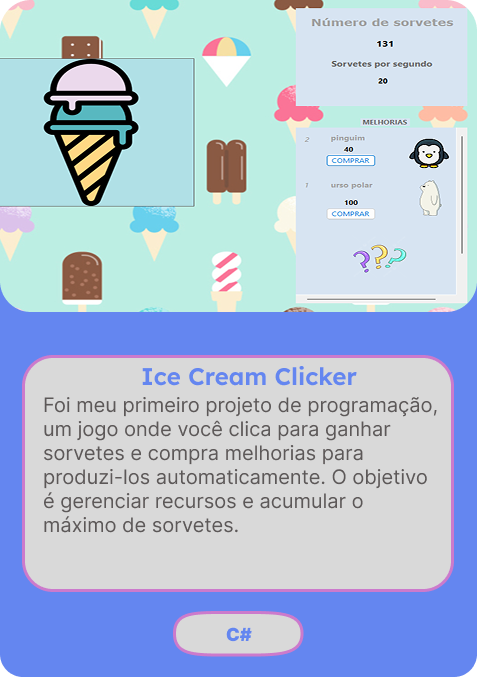 Número de sorvetes
131
Sorvetes por segundo
20
MELHORIAS
2 pinguim
40
COMPRAR
1 urso polar
100
COMPRAR
???
Ice Cream Clicker
Foi meu primeiro projeto de programação,
um jogo onde você clica para ganhar
sorvetes e compra melhorias para
produzi-los automaticamente. O objetivo
é gerenciar recursos e acumular o
máximo de sorvetes.
C#